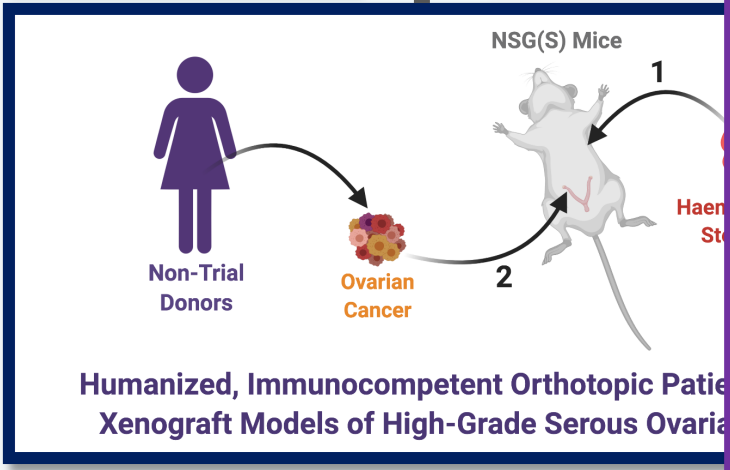 NSG(S) Mice
1
Non-Trial
Donors
Ovarian
Cancer
2
Humanized, Immunocompetent Orthotopic
Xenograft Models of High-Grade Serous